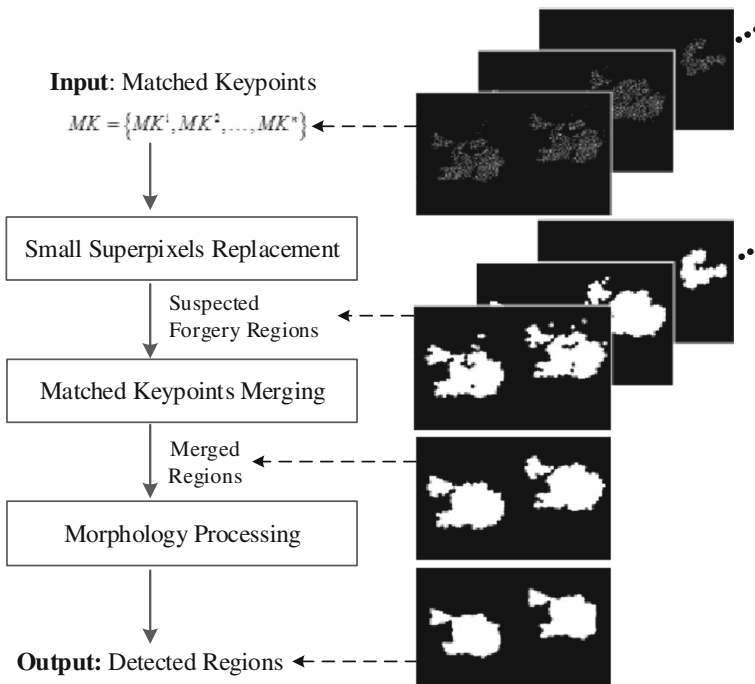 Input: Matched Keypoints
MK = {MK¹, MK², ..., MKⁿ}
Small Superpixels Replacement
Suspected
Forgery Regions
Matched Keypoints Merging
Merged
Regions
Morphology Processing
Output: Detected Regions